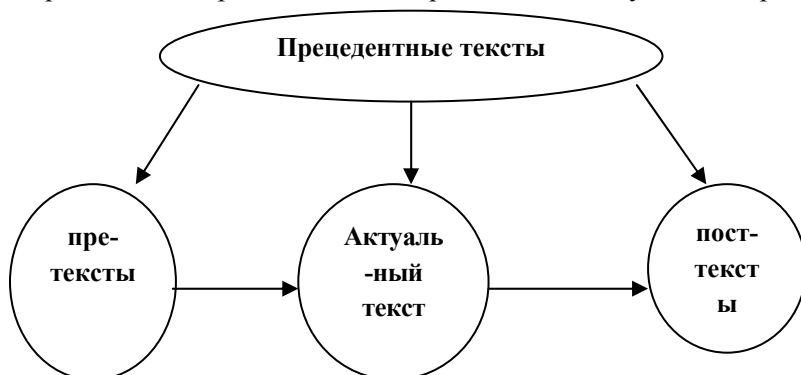 Прецедентные тексты
пре-
тексты
Актуаль
-ный
текст
пост-
текст
ы